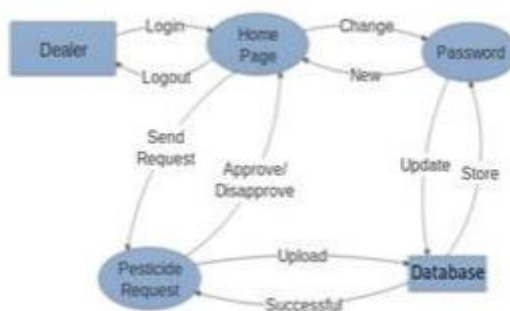 Login
Change
Dealer
Home
Page
Password
Logout
New
Send
Request
Approve/
Disapprove
Update
Store
Pesticide
Request
Upload
Database
Successful